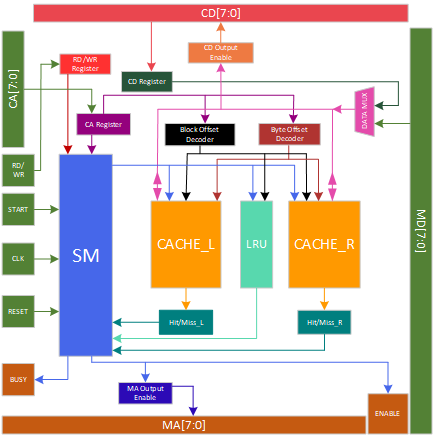 CD[7:0]
CD Output
Enable
RD/WR
Register
CD Register
CA[7:0]
DATA MUX
CA Register
Block Offset
Decoder
Byte Offset
Decoder
RD/
WR
MD[7:0]
START
CACHE_L
LRU
CACHE_R
SM
CLK
RESET
Hit/Miss_L
Hit/Miss_R
BUSY
MA Output
Enable
ENABLE
MA[7:0]